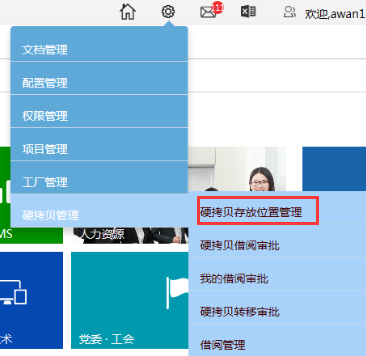 11
欢迎,awan1
文档管理
配置管理
权限管理
项目管理
工厂管理
硬拷贝管理
硬拷贝存放位置管理
硬拷贝借阅审批
我的借阅审批
硬拷贝转移审批
借阅管理
MS
人力资源
术
党委·工会